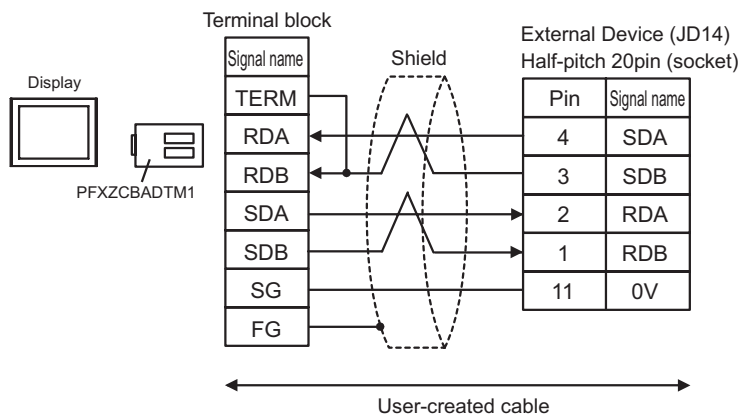 Terminal block
External Device (JD14)
Half-pitch 20pin (socket)
Signal name
Shield
Display
PFXZCBADTM1
TERM
RDA
RDB
SDA
SDB
SG
FG
Pin Signal name
4 SDA
3 SDB
2 RDA
1 RDB
11 0V
User-created cable